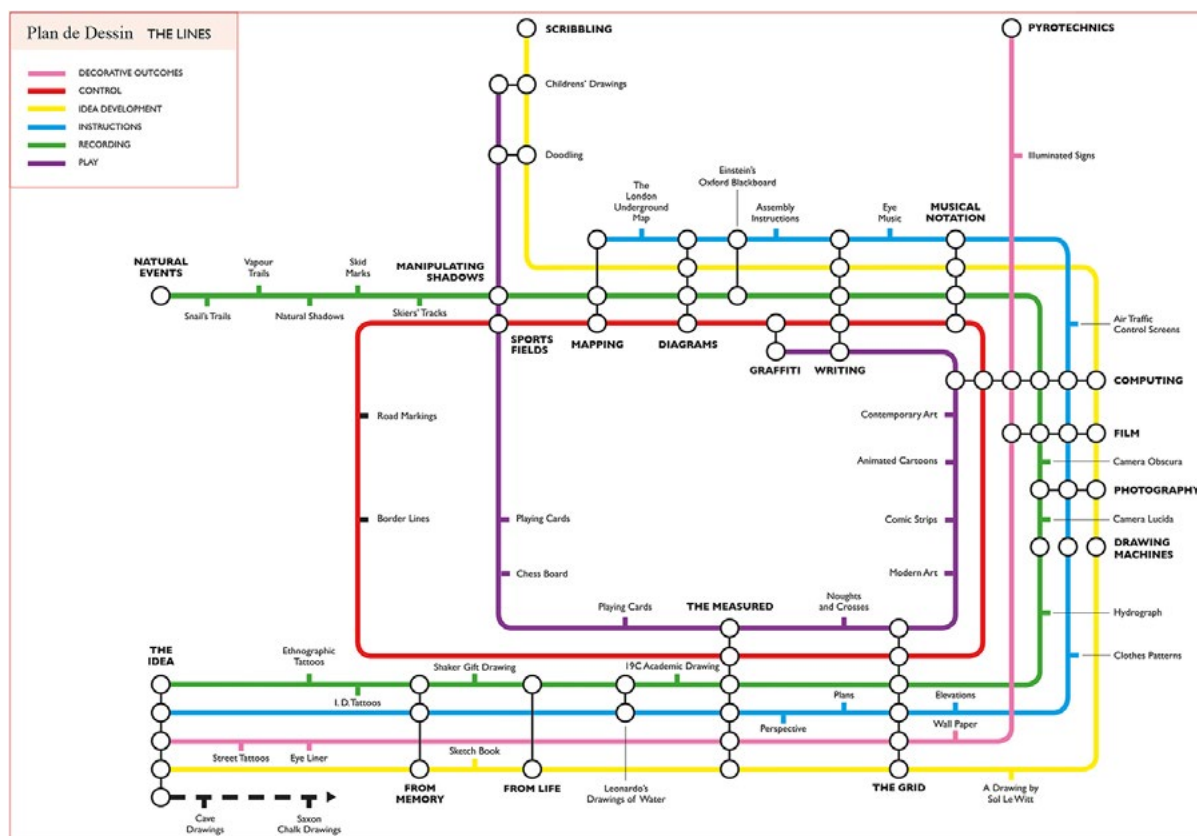 Plan de Dessin THE LINES
DECORATIVE OUTCOMES
CONTROL
IDEA DEVELOPMENT
INSTRUCTIONS
RECORDING
PLAY
SCRIBBLING
PYROTECHNICS
Childrens' Drawings
Doodling
Illuminated Signs
Einstein's
Oxford Blackboard
The
London
Underground
Map
Assembly
Instructions
Eye
Music
MUSICAL
NOTATION
NATURAL
EVENTS
Vapour
Trails
Skid
Marks
MANIPULATING
SHADOWS
Snail's Trails
Natural Shadows
Skiers' Tracks
SPORTS
FIELDS
MAPPING
DIAGRAMS
GRAFFITI
WRITING
Air Traffic
Control Screens
COMPUTING
Road Markings
Contemporary Art
FILM
Animated Cartoons
Camera Obscura
PHOTOGRAPHY
Border Lines
Playing Cards
Comic Strips
Camera Lucida
DRAWING
MACHINES
Chess Board
Modern Art
Playing Cards
THE MEASURED
Noughts
and Crosses
Hydrograph
THE
IDEA
Ethnographic
Tattoos
Shaker Gift Drawing
19C Academic Drawing
Clothes Patterns
I. D. Tattoos
Plans
Elevations
Perspective
Wall Paper
Street Tattoos
Eye Liner
Sketch Book
FROM
MEMORY
FROM LIFE
Leonardo's
Drawings of Water
THE GRID
A Drawing by
Sol Le Witt
Cave
Drawings
Saxon
Chalk Drawings